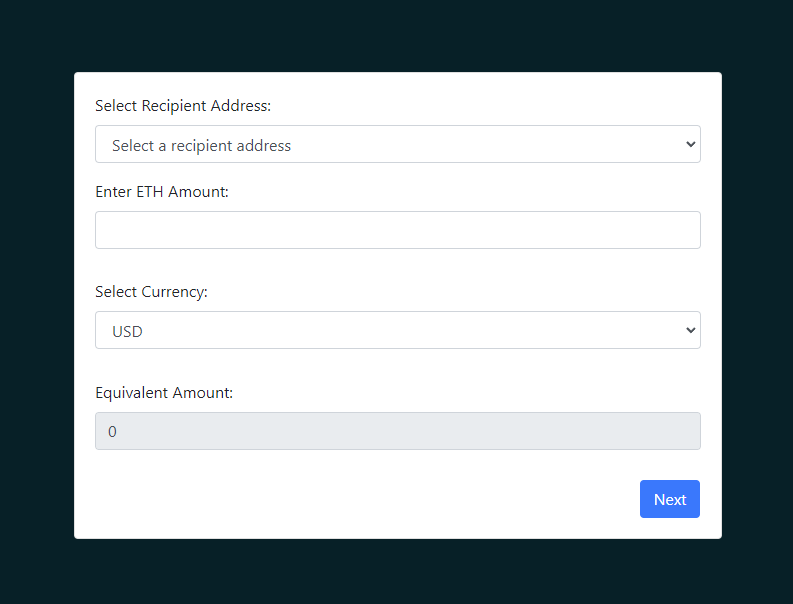 Select Recipient Address:
Select a recipient address
Enter ETH Amount:
Select Currency:
USD
Equivalent Amount:
0
Next